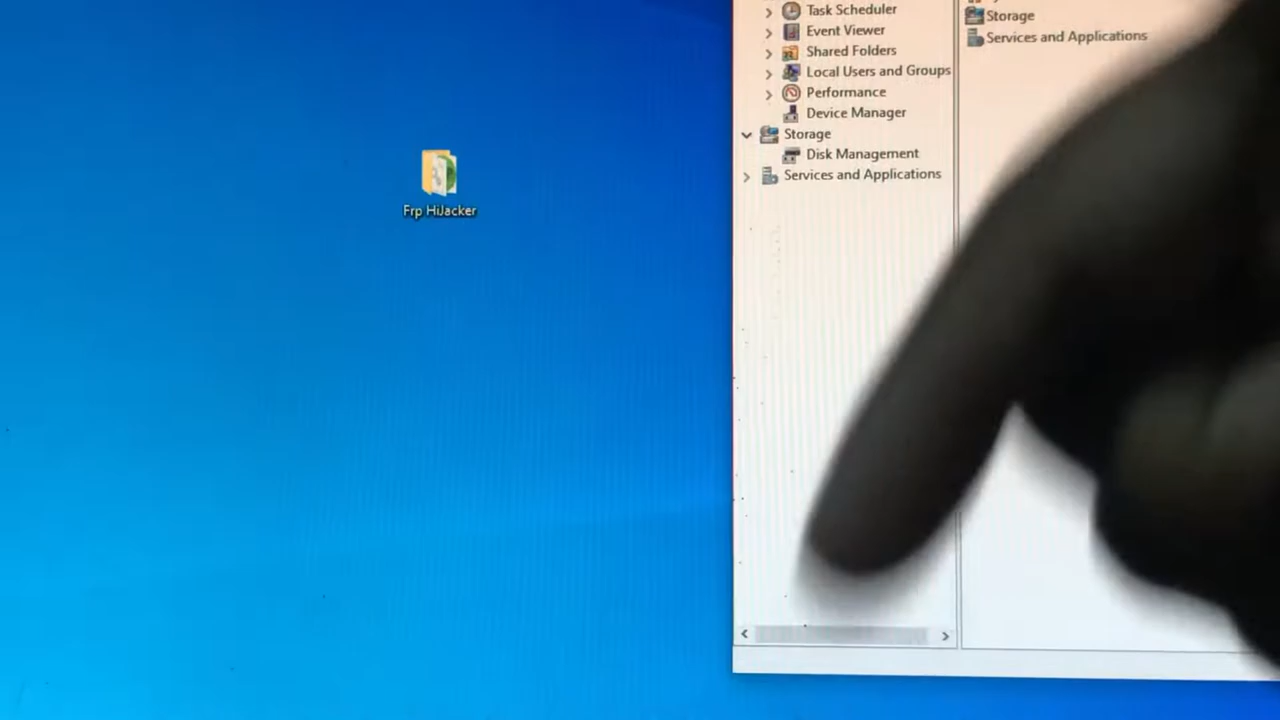 Task Scheduler
Event Viewer
Shared Folders
Local Users and Groups
Performance
Device Manager
Storage
Disk Management
Services and Applications
Storage
Services and Applications
Frp HiJacker